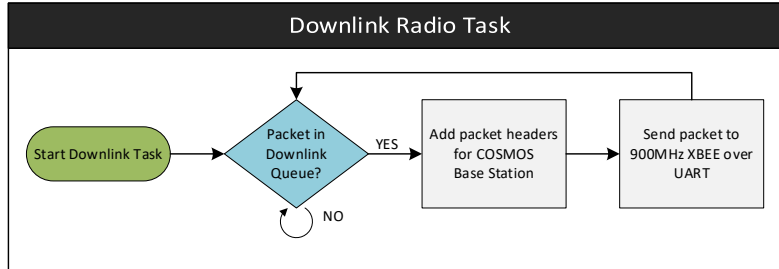 Downlink Radio Task
Start Downlink Task
Packet in
Downlink
Queue?
YES
NO
Add packet headers
for COSMOS
Base Station
Send packet to
900MHz XBEE over
UART